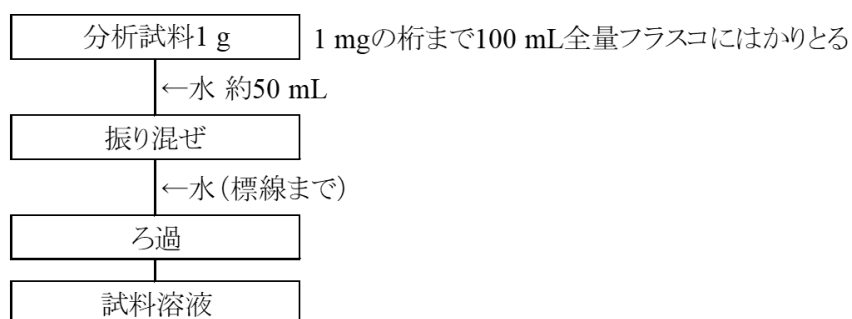 分析試料1 g　1 mgの桁まで100 mL全量フラスコにはかりとる
←水 約50 mL
振り混ぜ
←水（標線まで）
ろ過
試料溶液